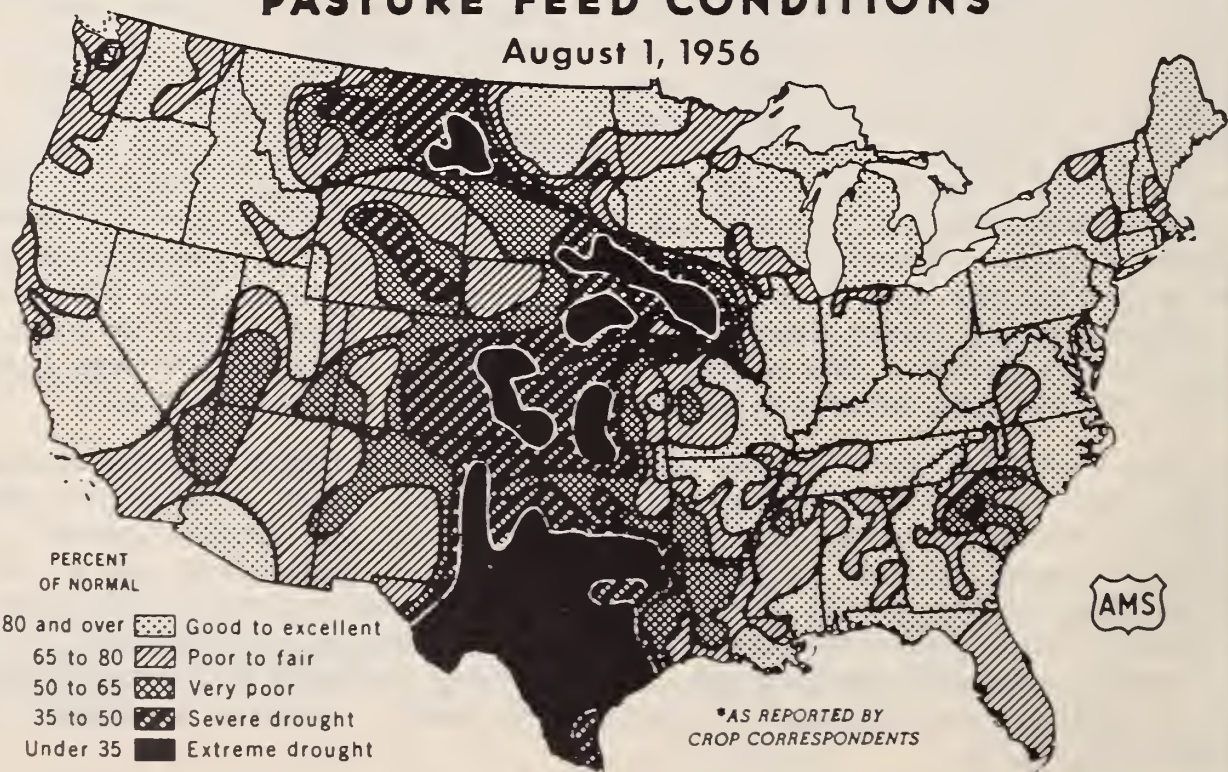 PASTURE FEED CONDITIONS
August 1, 1956
PERCENT
OF NORMAL
80 and over Good to excellent
65 to 80 Poor to fair
50 to 65 Very poor
35 to 50 Severe drought
Under 35 Extreme drought
*AS REPORTED BY
CROP CORRESPONDENTS
AMS